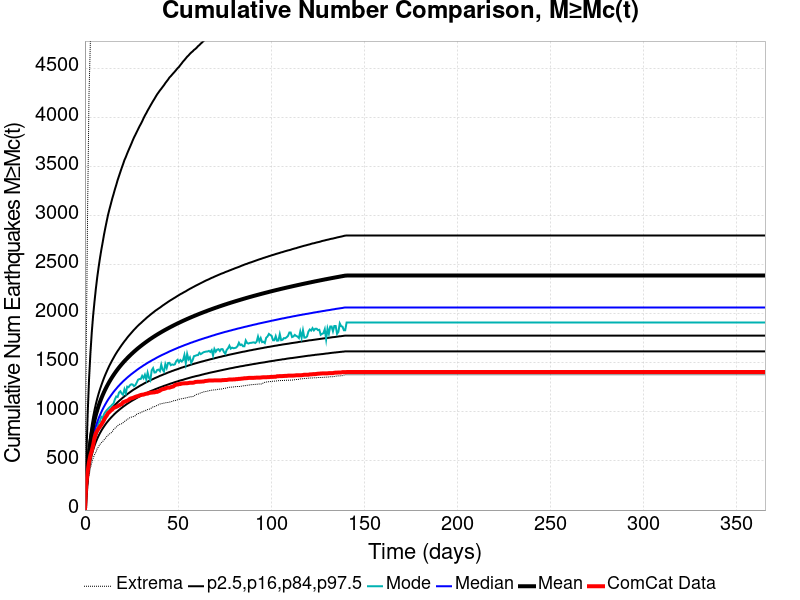 Cumulative Number Comparison, M≥Mc(t)
Cumulative Num Earthquakes M≥Mc(t)
4500
4000
3500
3000
2500
2000
1500
1000
500
0
0 50 100 150 200 250 300 350
Time (days)
Extrema p2.5,p16,p84,p97.5 Mode Median Mean ComCat Data